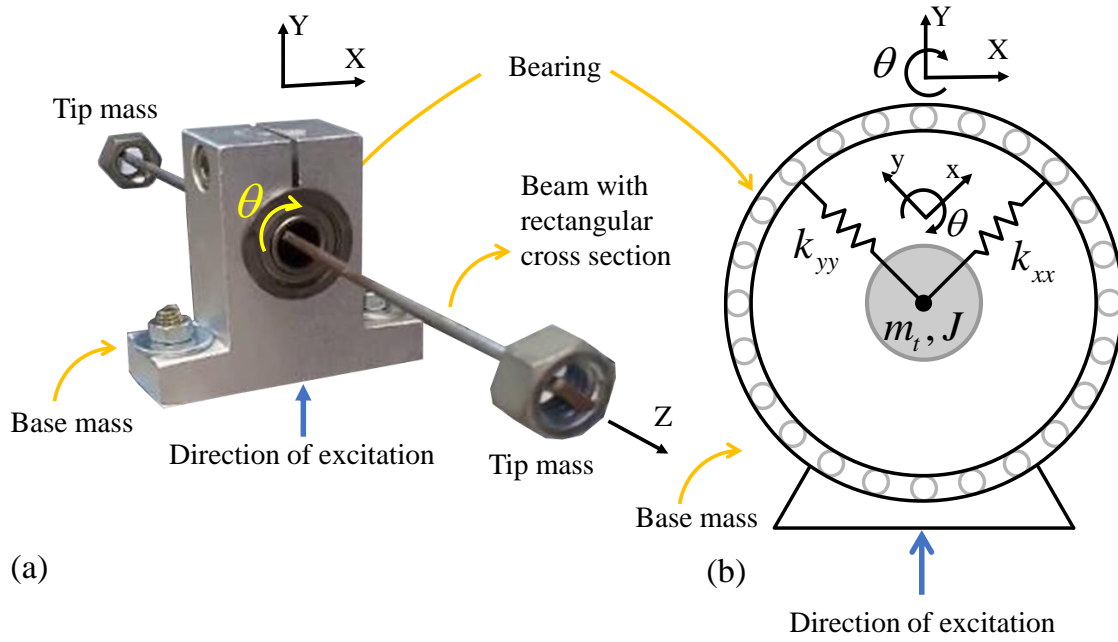 Y
X
Tip mass
θ
Bearing
Beam with
rectangular
cross section
Base mass
Direction of excitation
Z
Tip mass
(a)
Y
θ
X
y
x
θ
k_yy
k_xx
m_t, J
Base mass
(b)
Direction of excitation